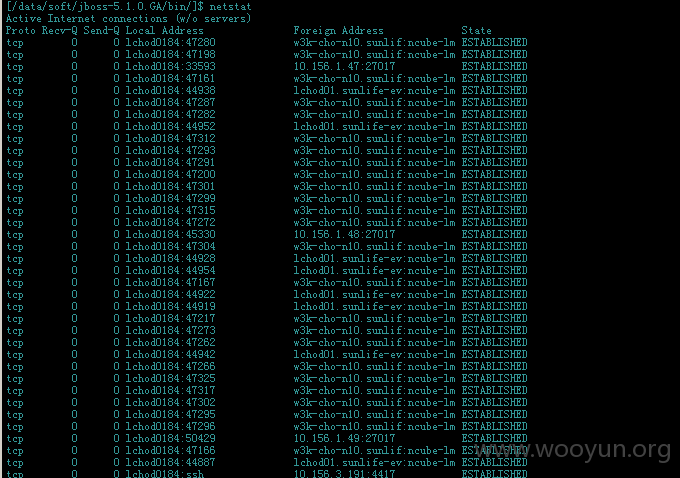 [/data/soft/jboss-5.1.0.GA/bin/]$ netstat
Active Internet connections (w/o servers)
Proto Recv-Q Send-Q Local Address Foreign Address State
tcp 0 0 lchod0184:47280 w3k-cho-n10.sunlif:ncube-lm ESTABLISHED
tcp 0 0 lchod0184:47198 w3k-cho-n10.sunlif:ncube-lm ESTABLISHED
tcp 0 0 lchod0184:33593 10.156.1.47:27017 ESTABLISHED
tcp 0 0 lchod0184:47161 w3k-cho-n10.sunlif:ncube-lm ESTABLISHED
tcp 0 0 lchod0184:44938 lchod01.sunlife-ev:ncube-lm ESTABLISHED
tcp 0 0 lchod0184:47287 w3k-cho-n10.sunlif:ncube-lm ESTABLISHED
tcp 0 0 lchod0184:47282 w3k-cho-n10.sunlif:ncube-lm ESTABLISHED
tcp 0 0 lchod0184:44952 lchod01.sunlife-ev:ncube-lm ESTABLISHED
tcp 0 0 lchod0184:47312 w3k-cho-n10.sunlif:ncube-lm ESTABLISHED
tcp 0 0 lchod0184:47293 w3k-cho-n10.sunlif:ncube-lm ESTABLISHED
tcp 0 0 lchod0184:47291 w3k-cho-n10.sunlif:ncube-lm ESTABLISHED
tcp 0 0 lchod0184:47200 w3k-cho-n10.sunlif:ncube-lm ESTABLISHED
tcp 0 0 lchod0184:47301 w3k-cho-n10.sunlif:ncube-lm ESTABLISHED
tcp 0 0 lchod0184:47299 w3k-cho-n10.sunlif:ncube-lm ESTABLISHED
tcp 0 0 lchod0184:47315 w3k-cho-n10.sunlif:ncube-lm ESTABLISHED
tcp 0 0 lchod0184:47272 w3k-cho-n10.sunlif:ncube-lm ESTABLISHED
tcp 0 0 lchod0184:45330 10.156.1.48:27017 ESTABLISHED
tcp 0 0 lchod0184:47304 w3k-cho-n10.sunlif:ncube-lm ESTABLISHED
tcp 0 0 lchod0184:44928 lchod01.sunlife-ev:ncube-lm ESTABLISHED
tcp 0 0 lchod0184:44954 lchod01.sunlife-ev:ncube-lm ESTABLISHED
tcp 0 0 lchod0184:47167 w3k-cho-n10.sunlif:ncube-lm ESTABLISHED
tcp 0 0 lchod0184:44922 lchod01.sunlife-ev:ncube-lm ESTABLISHED
tcp 0 0 lchod0184:44919 lchod01.sunlife-ev:ncube-lm ESTABLISHED
tcp 0 0 lchod0184:47217 w3k-cho-n10.sunlif:ncube-lm ESTABLISHED
tcp 0 0 lchod0184:47273 w3k-cho-n10.sunlif:ncube-lm ESTABLISHED
tcp 0 0 lchod0184:47262 w3k-cho-n10.sunlif:ncube-lm ESTABLISHED
tcp 0 0 lchod0184:44942 lchod01.sunlife-ev:ncube-lm ESTABLISHED
tcp 0 0 lchod0184:47266 w3k-cho-n10.sunlif:ncube-lm ESTABLISHED
tcp 0 0 lchod0184:47325 w3k-cho-n10.sunlif:ncube-lm ESTABLISHED
tcp 0 0 lchod0184:47317 w3k-cho-n10.sunlif:ncube-lm ESTABLISHED
tcp 0 0 lchod0184:47302 w3k-cho-n10.sunlif:ncube-lm ESTABLISHED
tcp 0 0 lchod0184:47295 w3k-cho-n10.sunlif:ncube-lm ESTABLISHED
tcp 0 0 lchod0184:47296 w3k-cho-n10.sunlif:ncube-lm ESTABLISHED
tcp 0 0 lchod0184:50429 10.156.1.49:27017 ESTABLISHED
tcp 0 0 lchod0184:47166 w3k-cho-n10.sunlif:ncube-lm ESTABLISHED
tcp 0 0 lchod0184:44887 lchod01.sunlife-ev:ncube-lm ESTABLISHED
tcp 0 0 lchod0184:ssh 10.156.3.191:4417 ESTABLISHED
www.wooyun.org